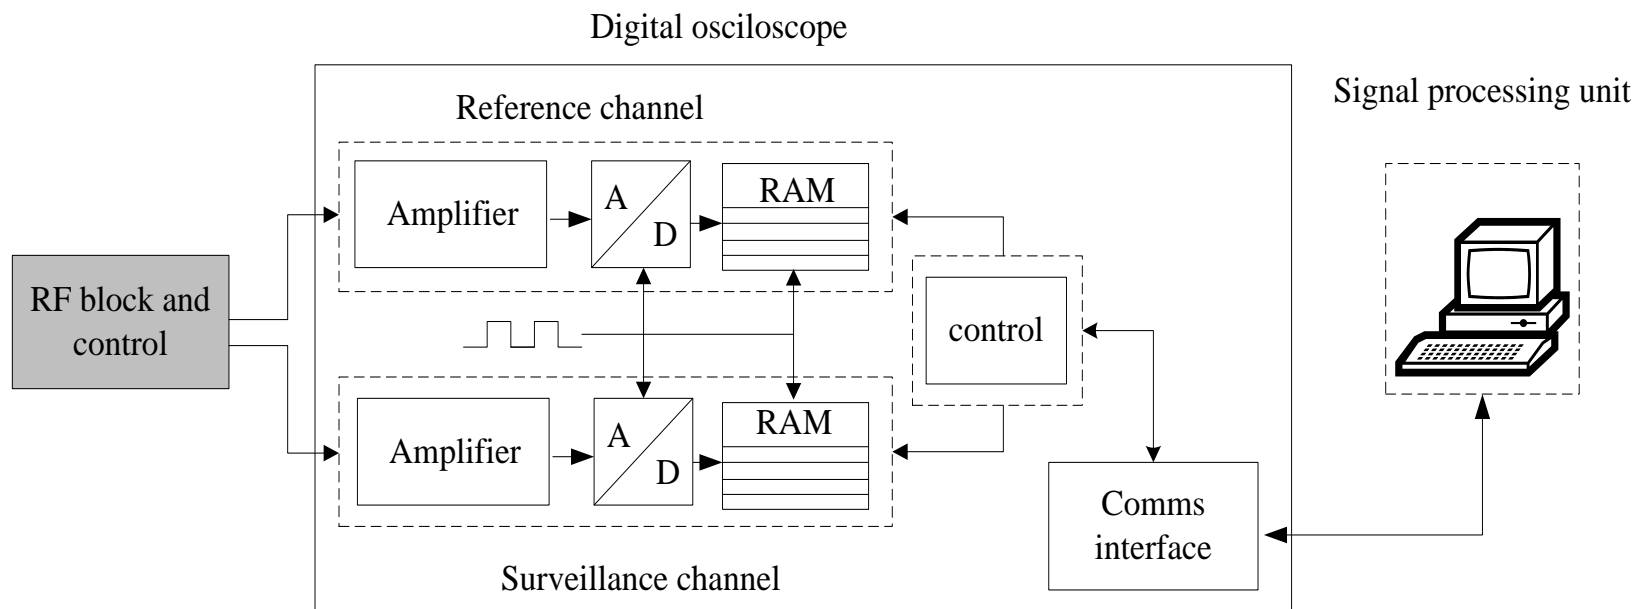 Digital osciloscope
Signal processing unit
Reference channel
Amplifier
A
D
RAM
RF block and
control
control
Amplifier
A
D
RAM
Comms
interface
Surveillance channel